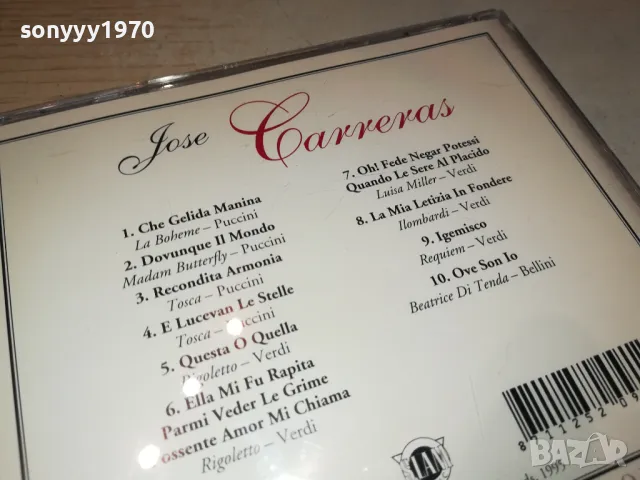 sonyyy1970
Jose Carreras
1. Che Gelida Manina
La Boheme – Puccini
2. Dovunque Il Mondo
Madam Butterfly – Puccini
3. Recondita Armonia
Tosca – Puccini
4. E Lucevan Le Stelle
Tosca – Puccini
5. Questa O Quella
Rigoletto – Verdi
6. Ella Mi Fu Rapita
Parmi Veder Le Grime
ossente Amor Mi Chiama
Rigoletto – Verdi
7. Oh! Fede Negar Potessi
Quando Le Sere Al Placido
Luisa Miller – Verdi
8. La Mia Letizia In Fondere
Ilombardi – Verdi
9. Igemisco
Requiem – Verdi
10. Ove Son Io
Beatrice Di Tenda – Bellini
1995
BAZAR
bg